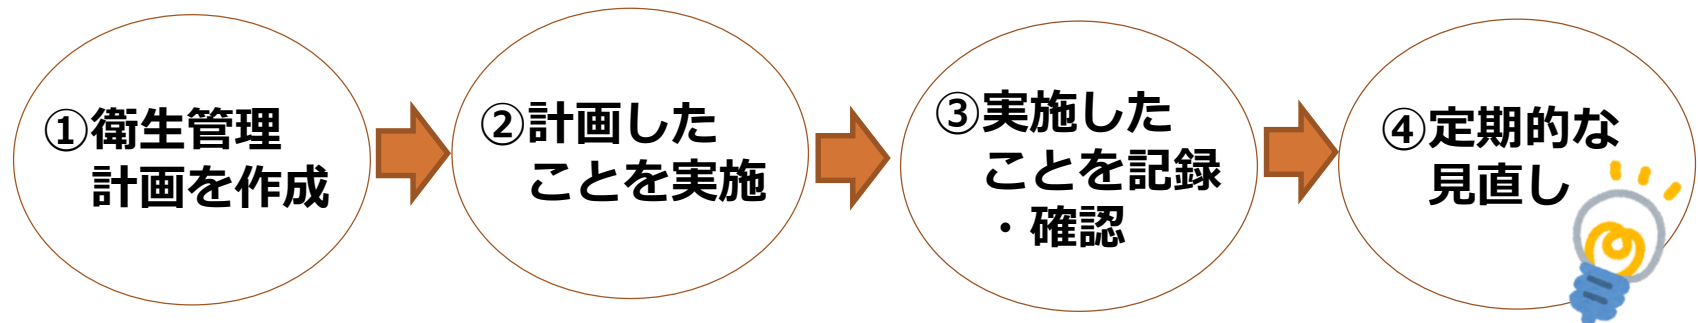 ①衛生管理
計画を作成
②計画した
ことを実施
③実施した
ことを記録
・確認
④定期的な
見直し